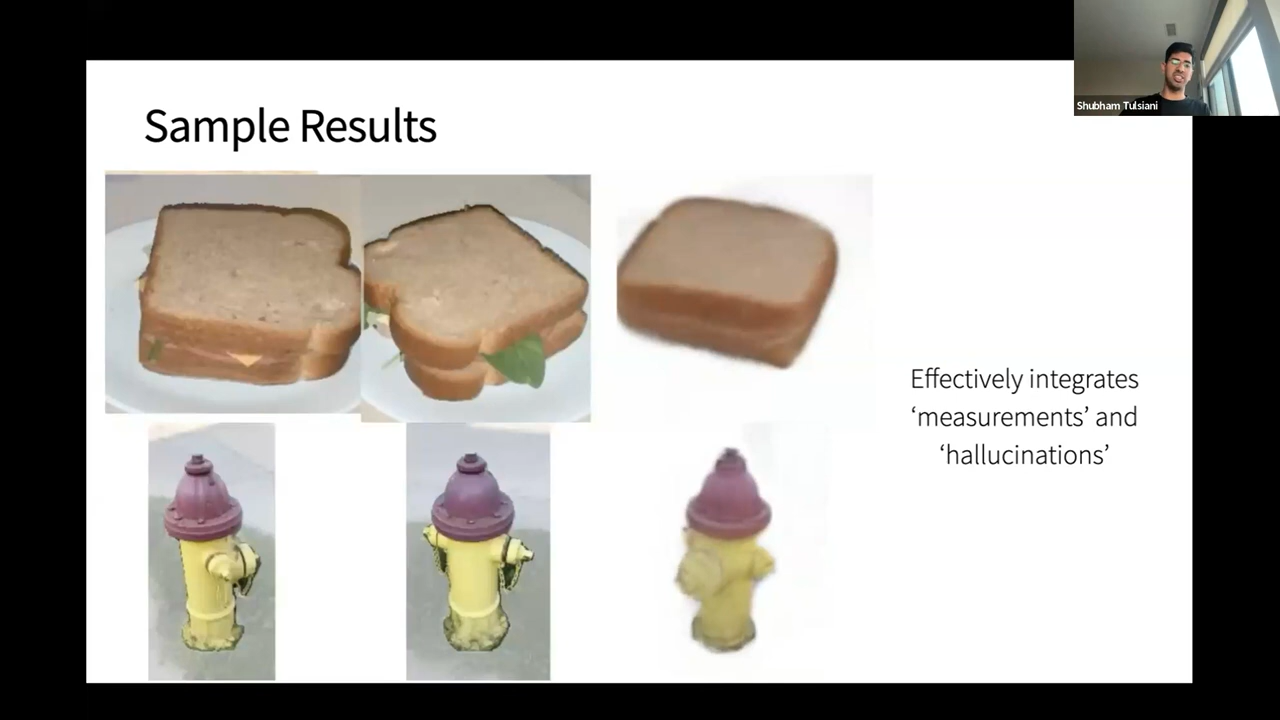 Shubham Tulsiani
Sample Results
Effectively integrates
‘measurements’ and
‘hallucinations’